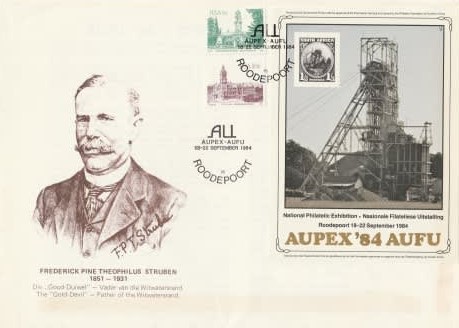 AUPEX-AUFU
18-22 SEPTEMBER 1984
ROODEPOORT
AUPEX-AUFU
18-22 SEPTEMBER 1984
ROODEPOORT
SOUTH AFRICA
National Philatelic Exhibition - Nasionale Filateliese Uitstalling
Roodepoort 18-22 September 1984
AUPEX '84 AUFU
F.P.T. Struben
FREDERICK PINE THEOPHILUS STRUBEN
1851 – 1931
Die „Goud-Duiwel" – Vader van die Witwatersrand.
The "Gold-Devil" – Father of the Witwatersrand.